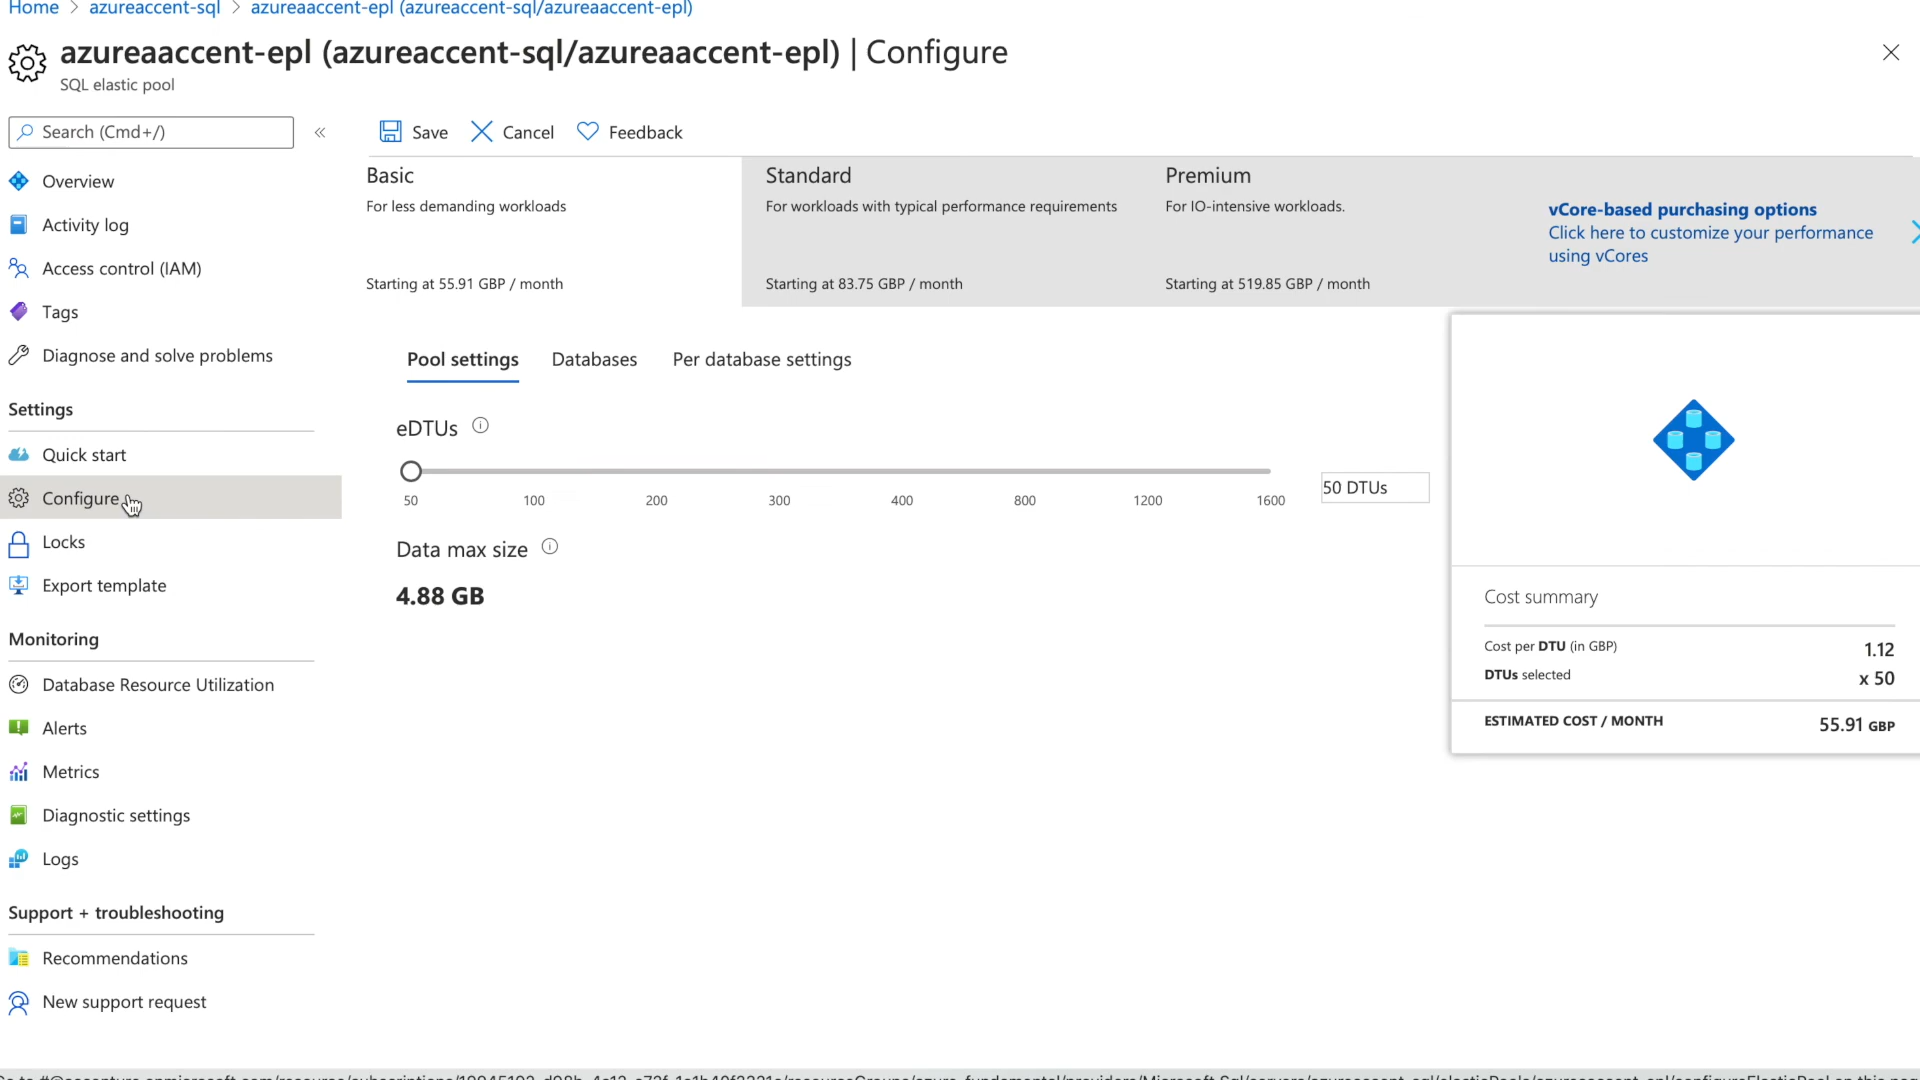 Home > azureaccent-sql > azureaaccent-epl (azureaccent-sql/azureaaccent-epl)
azureaaccent-epl (azureaccent-sql/azureaaccent-epl) | Configure
SQL elastic pool
Search (Cmd+/)
«
Save
Cancel
Feedback
Overview
Activity log
Access control (IAM)
Tags
Diagnose and solve problems
Settings
Quick start
Configure
Locks
Export template
Monitoring
Database Resource Utilization
Alerts
Metrics
Diagnostic settings
Logs
Support + troubleshooting
Recommendations
New support request
Basic
For less demanding workloads
Starting at 55.91 GBP / month
Standard
For workloads with typical performance requirements
Starting at 83.75 GBP / month
Premium
For IO-intensive workloads.
Starting at 519.85 GBP / month
vCore-based purchasing options
Click here to customize your performance
using vCores
Pool settings
Databases
Per database settings
eDTUs
50 100 200 300 400 800 1200 1600
50 DTUs
Data max size
4.88 GB
Cost summary
Cost per DTU (in GBP) 1.12
DTUs selected x 50
ESTIMATED COST / MONTH 55.91 GBP